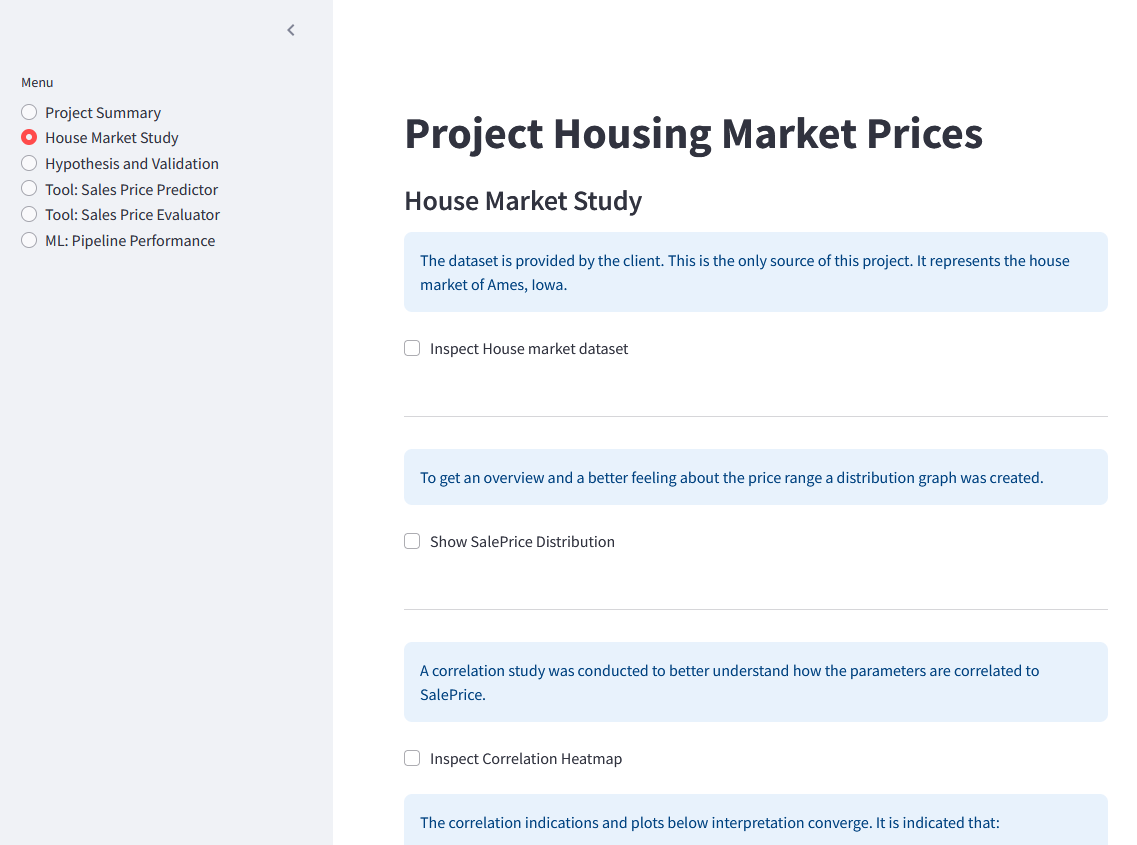 Menu
Project Summary
House Market Study
Hypothesis and Validation
Tool: Sales Price Predictor
Tool: Sales Price Evaluator
ML: Pipeline Performance
Project Housing Market Prices
House Market Study
The dataset is provided by the client. This is the only source of this project. It represents the house
market of Ames, Iowa.
Inspect House market dataset
To get an overview and a better feeling about the price range a distribution graph was created.
Show SalePrice Distribution
A correlation study was conducted to better understand how the parameters are correlated to
SalePrice.
Inspect Correlation Heatmap
The correlation indications and plots below interpretation converge. It is indicated that: